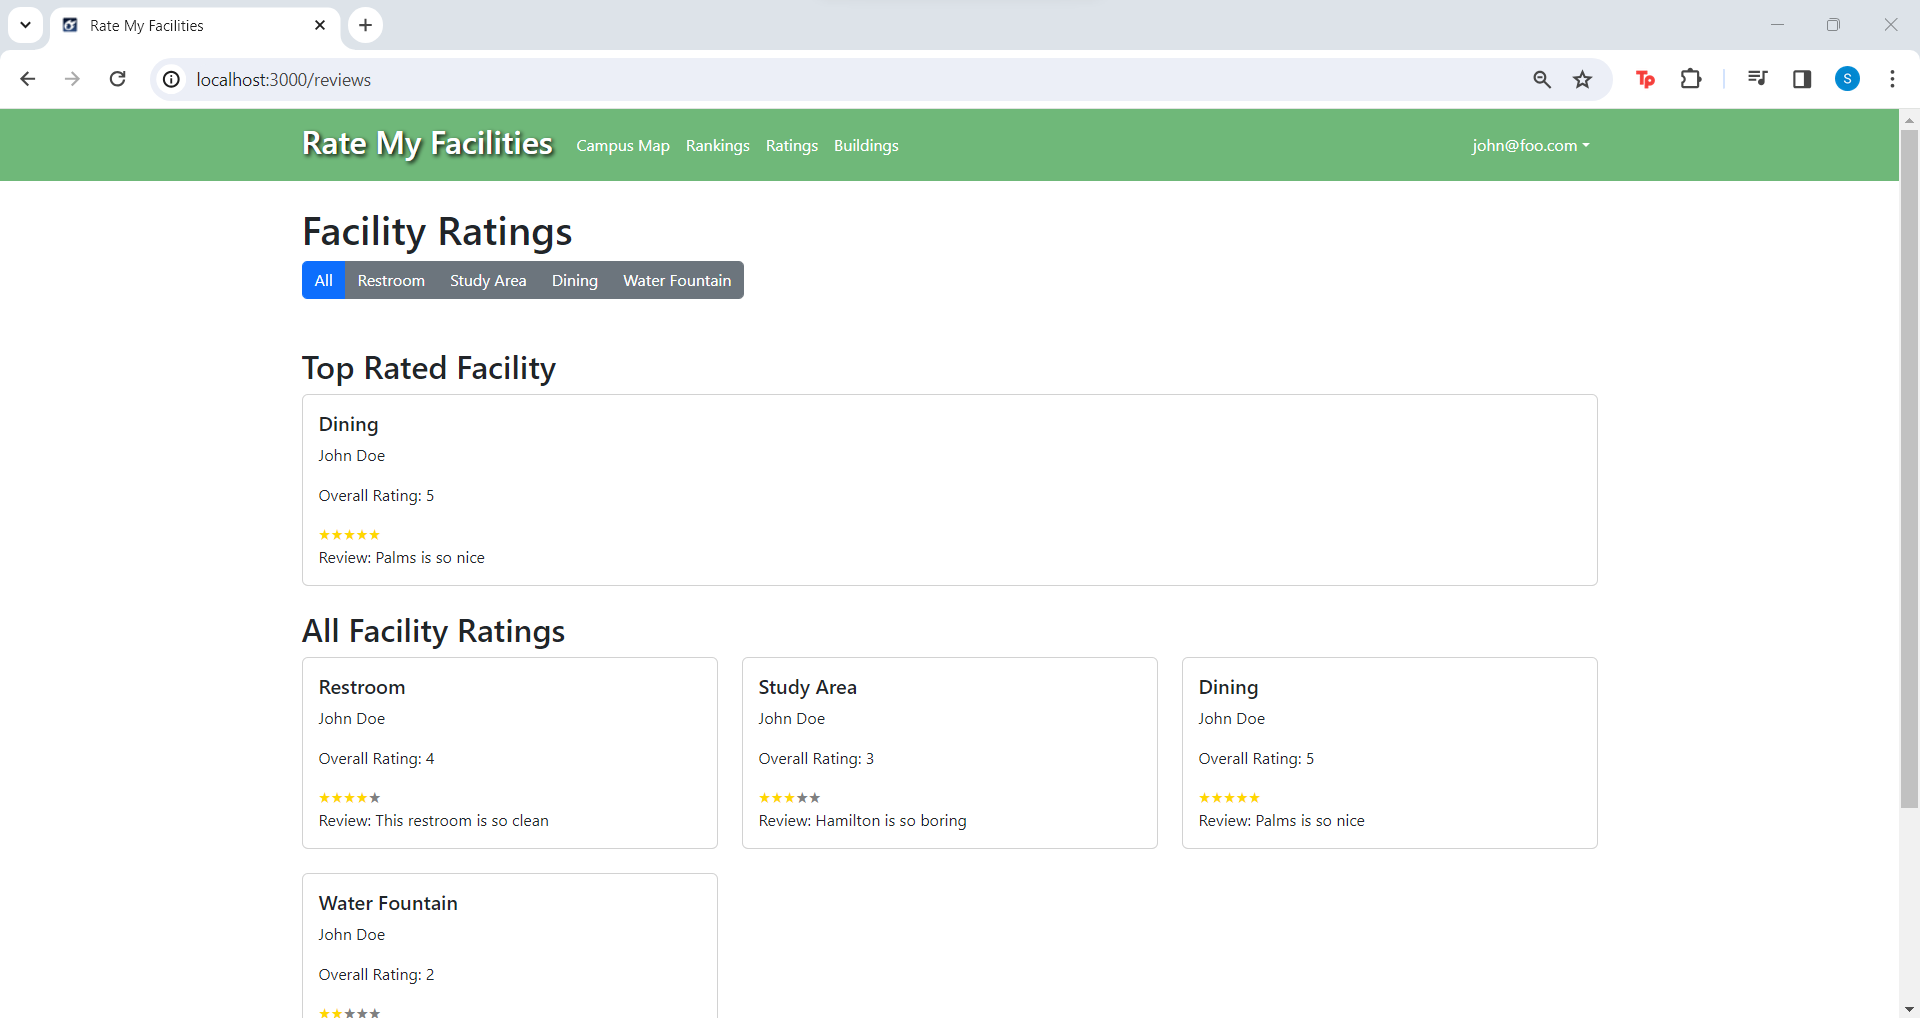 Rate My Facilities
localhost:3000/reviews
Tp
S
Rate My Facilities Campus Map Rankings Ratings Buildings john@foo.com
Facility Ratings
All Restroom Study Area Dining Water Fountain
Top Rated Facility
Dining
John Doe
Overall Rating: 5
★★★★★
Review: Palms is so nice
All Facility Ratings
Restroom
John Doe
Overall Rating: 4
★★★★★
Review: This restroom is so clean
Study Area
John Doe
Overall Rating: 3
★★★★★
Review: Hamilton is so boring
Dining
John Doe
Overall Rating: 5
★★★★★
Review: Palms is so nice
Water Fountain
John Doe
Overall Rating: 2
★★★★★